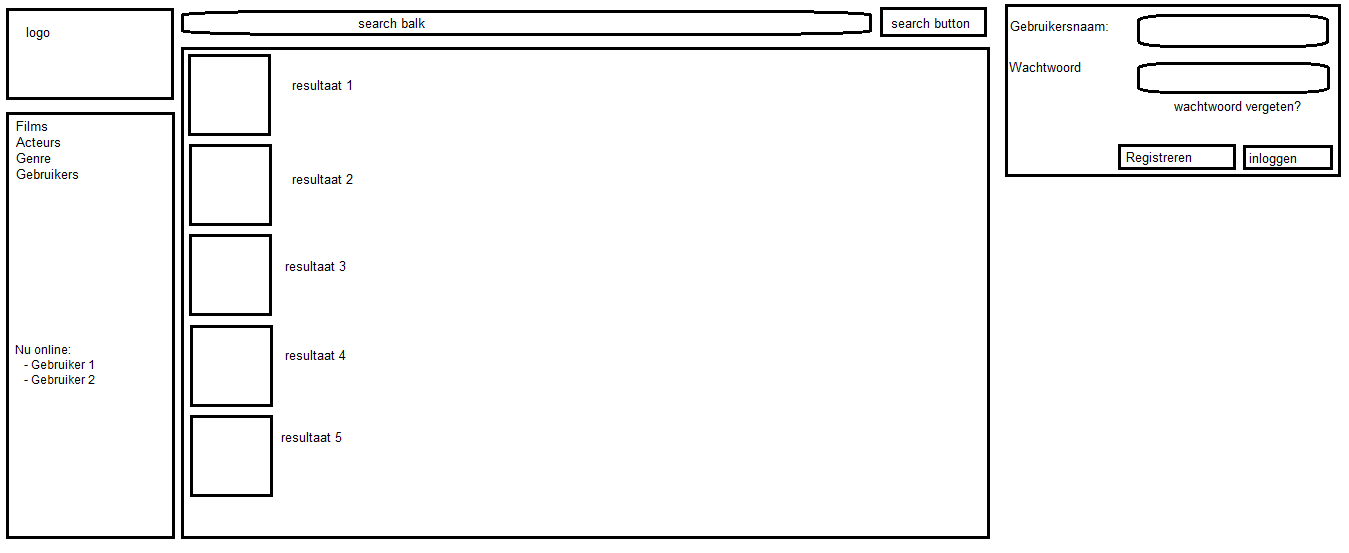 logo
search balk
search button
Films
Acteurs
Genre
Gebruikers
Nu online:
- Gebruiker 1
- Gebruiker 2
resultaat 1
resultaat 2
resultaat 3
resultaat 4
resultaat 5
Gebruikersnaam:
Wachtwoord
wachtwoord vergeten?
Registreren
inloggen